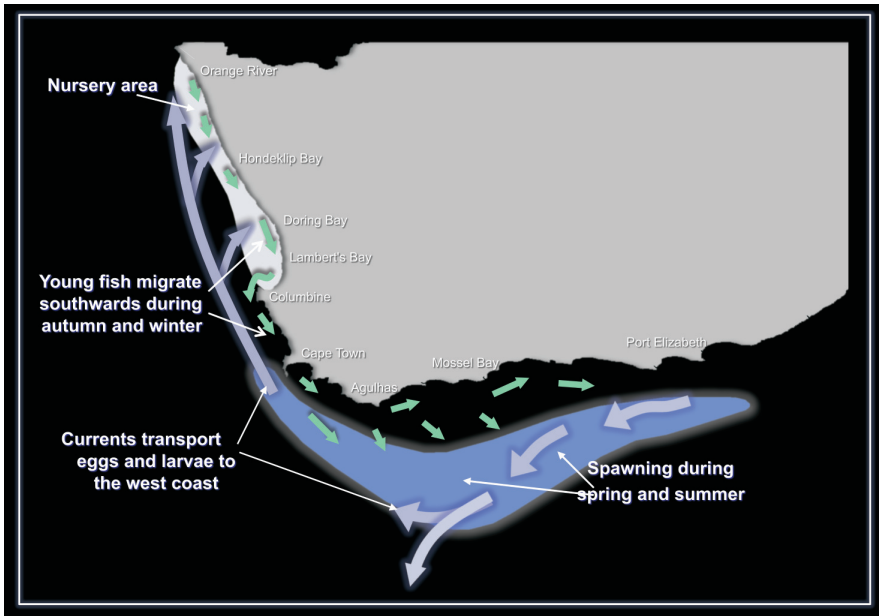 Orange River
Nursery area
Hondeklip Bay
Doring Bay
Lambert's Bay
Young fish migrate
southwards during
autumn and winter
Columbine
Cape Town
Agulhas
Mossel Bay
Port Elizabeth
Currents transport
eggs and larvae to
the west coast
Spawning during
spring and summer